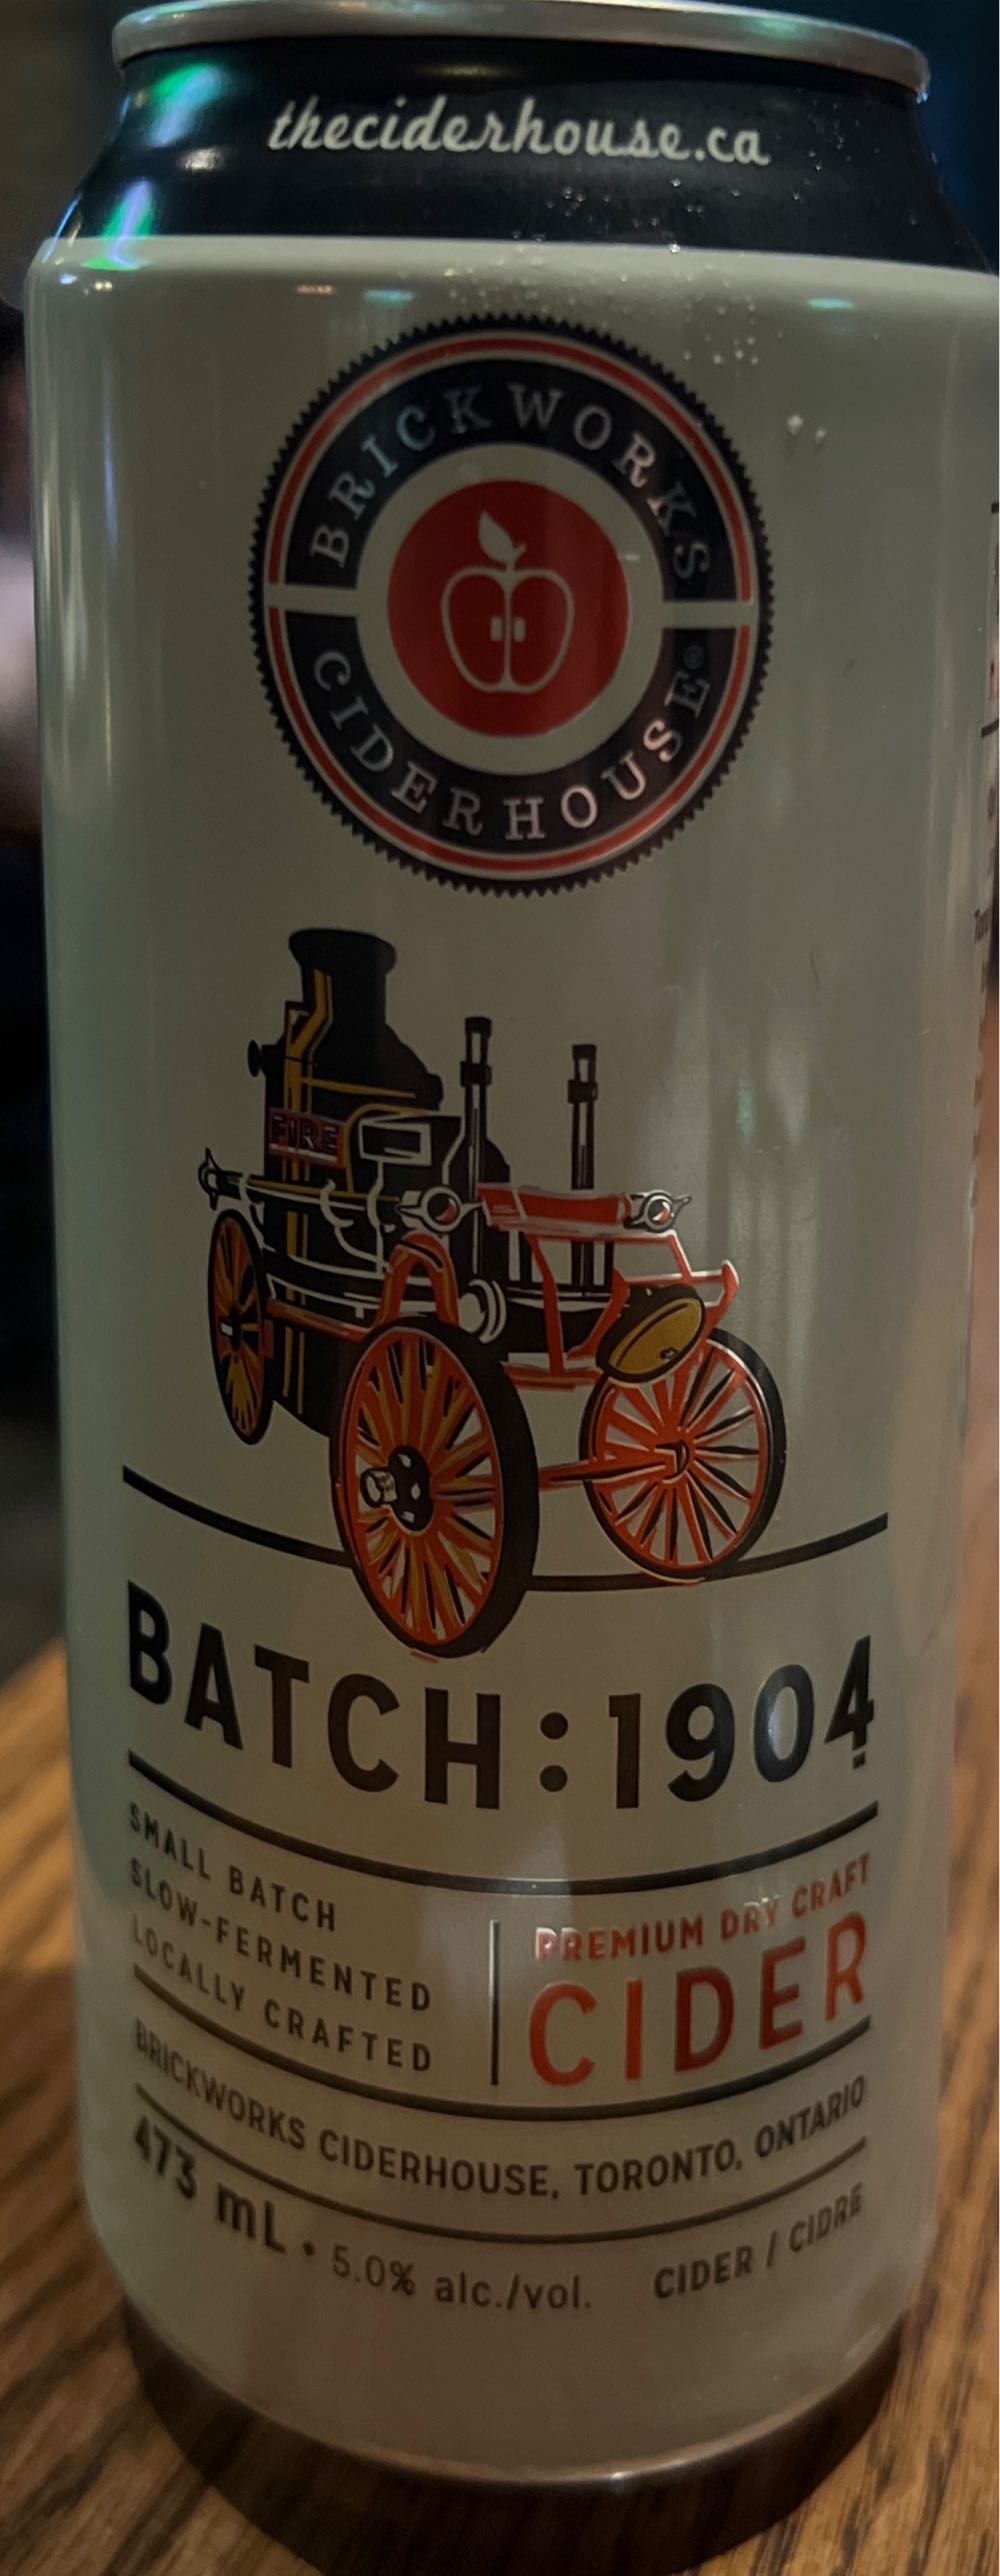 theciderhouse.ca
BRICKWORKS
CIDERHOUSE®
FIRE
BATCH:1904
SMALL BATCH
SLOW-FERMENTED
LOCALLY CRAFTED
PREMIUM DRY CRAFT
CIDER
BRICKWORKS CIDERHOUSE, TORONTO, ONTARIO
473 mL • 5.0% alc./vol. CIDER / CIDRE